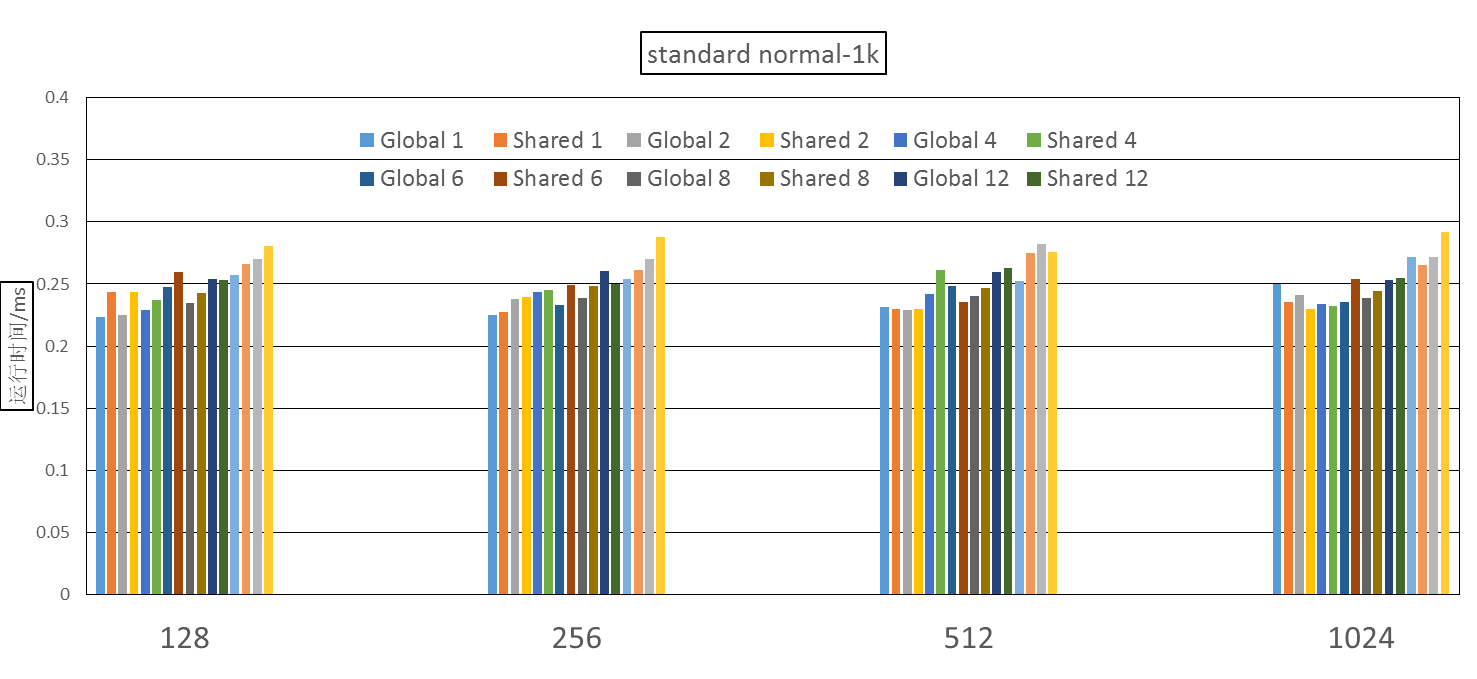 standard normal-1k
0.4
0.35
0.3
0.25
0.2
0.15
0.1
0.05
0
运行时间/ms
Global 1 Shared 1 Global 2 Shared 2 Global 4 Shared 4
Global 6 Shared 6 Global 8 Shared 8 Global 12 Shared 12
128 256 512 1024